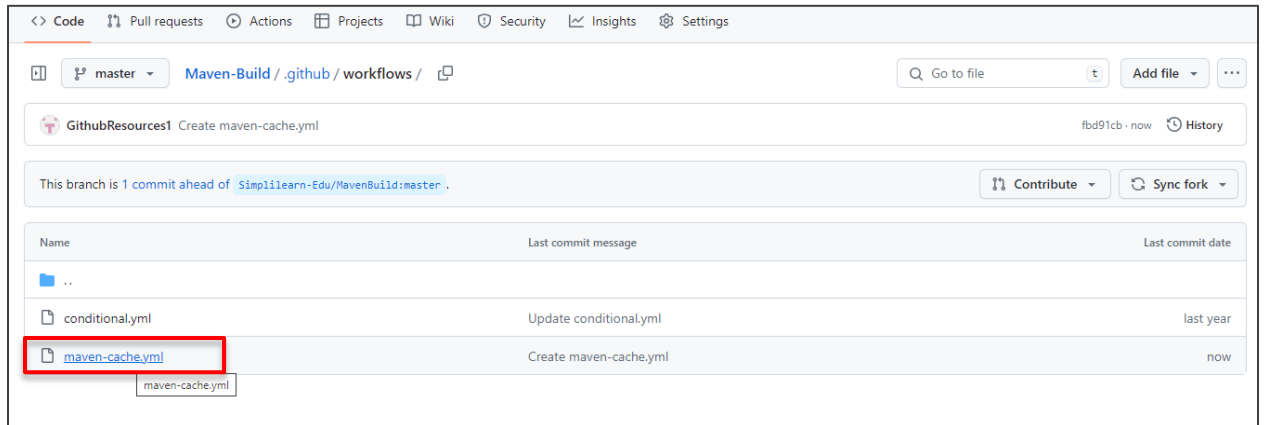 <> Code Pull requests Actions Projects Wiki Security Insights Settings
master Maven-Build / .github / workflows / Go to file t Add file ...
GithubResources1 Create maven-cache.yml fbd91cb · now History
This branch is 1 commit ahead of Simplilearn-Edu/MavenBuild:master . Contribute Sync fork
Name Last commit message Last commit date
..
conditional.yml Update conditional.yml last year
maven-cache.yml Create maven-cache.yml now
maven-cache.yml